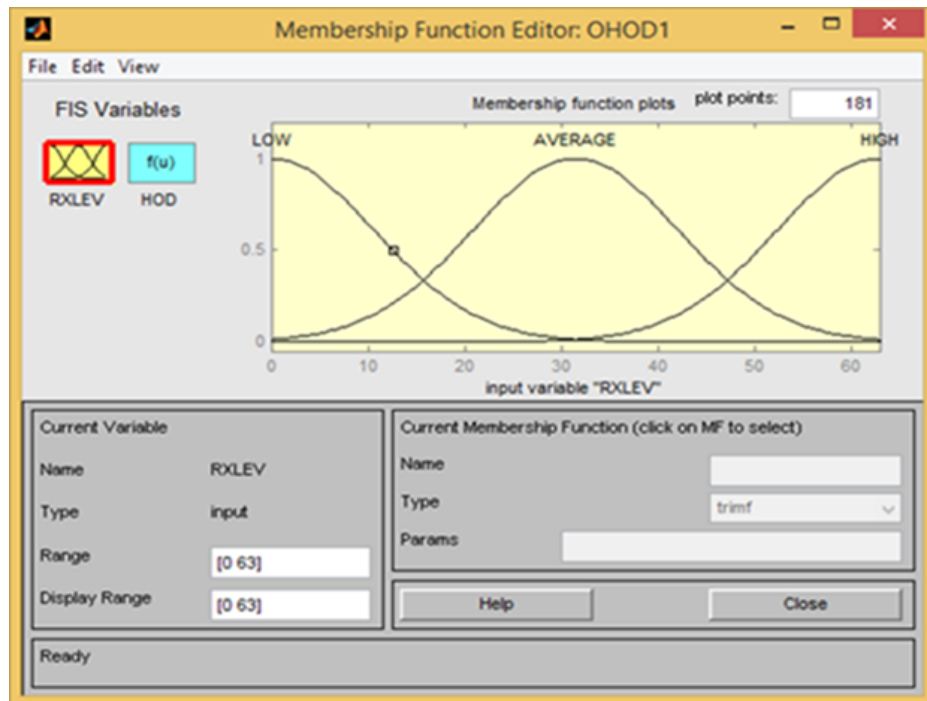 Membership Function Editor: OHOD1
File Edit View
FIS Variables
f(u)
RXLEV HOD
Membership function plots plot points: 181
LOW AVERAGE HIGH
1
0.5
0
0 10 20 30 40 50 60
input variable "RXLEV"
Current Variable
Name RXLEV
Type input
Range [0 63]
Display Range [0 63]
Current Membership Function (click on MF to select)
Name
Type trimf
Params
Help Close
Ready